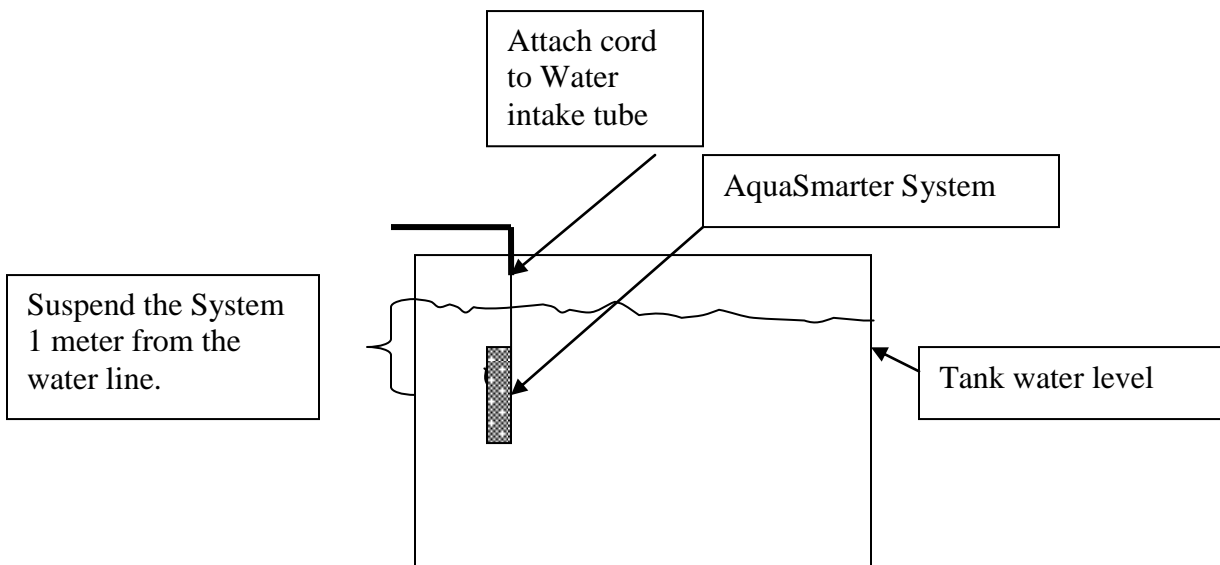 Attach cord
to Water
intake tube
AquaSmarter System
Suspend the System
1 meter from the
water line.
Tank water level